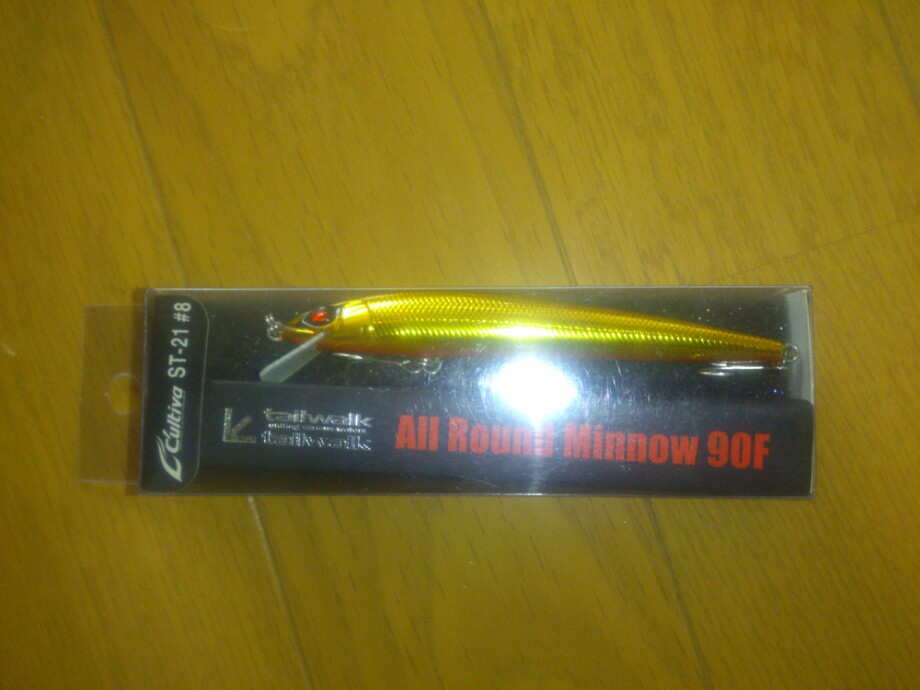 Cultiva ST-21 #8
tailwalk
tailwalk
All Round Minnow 90F